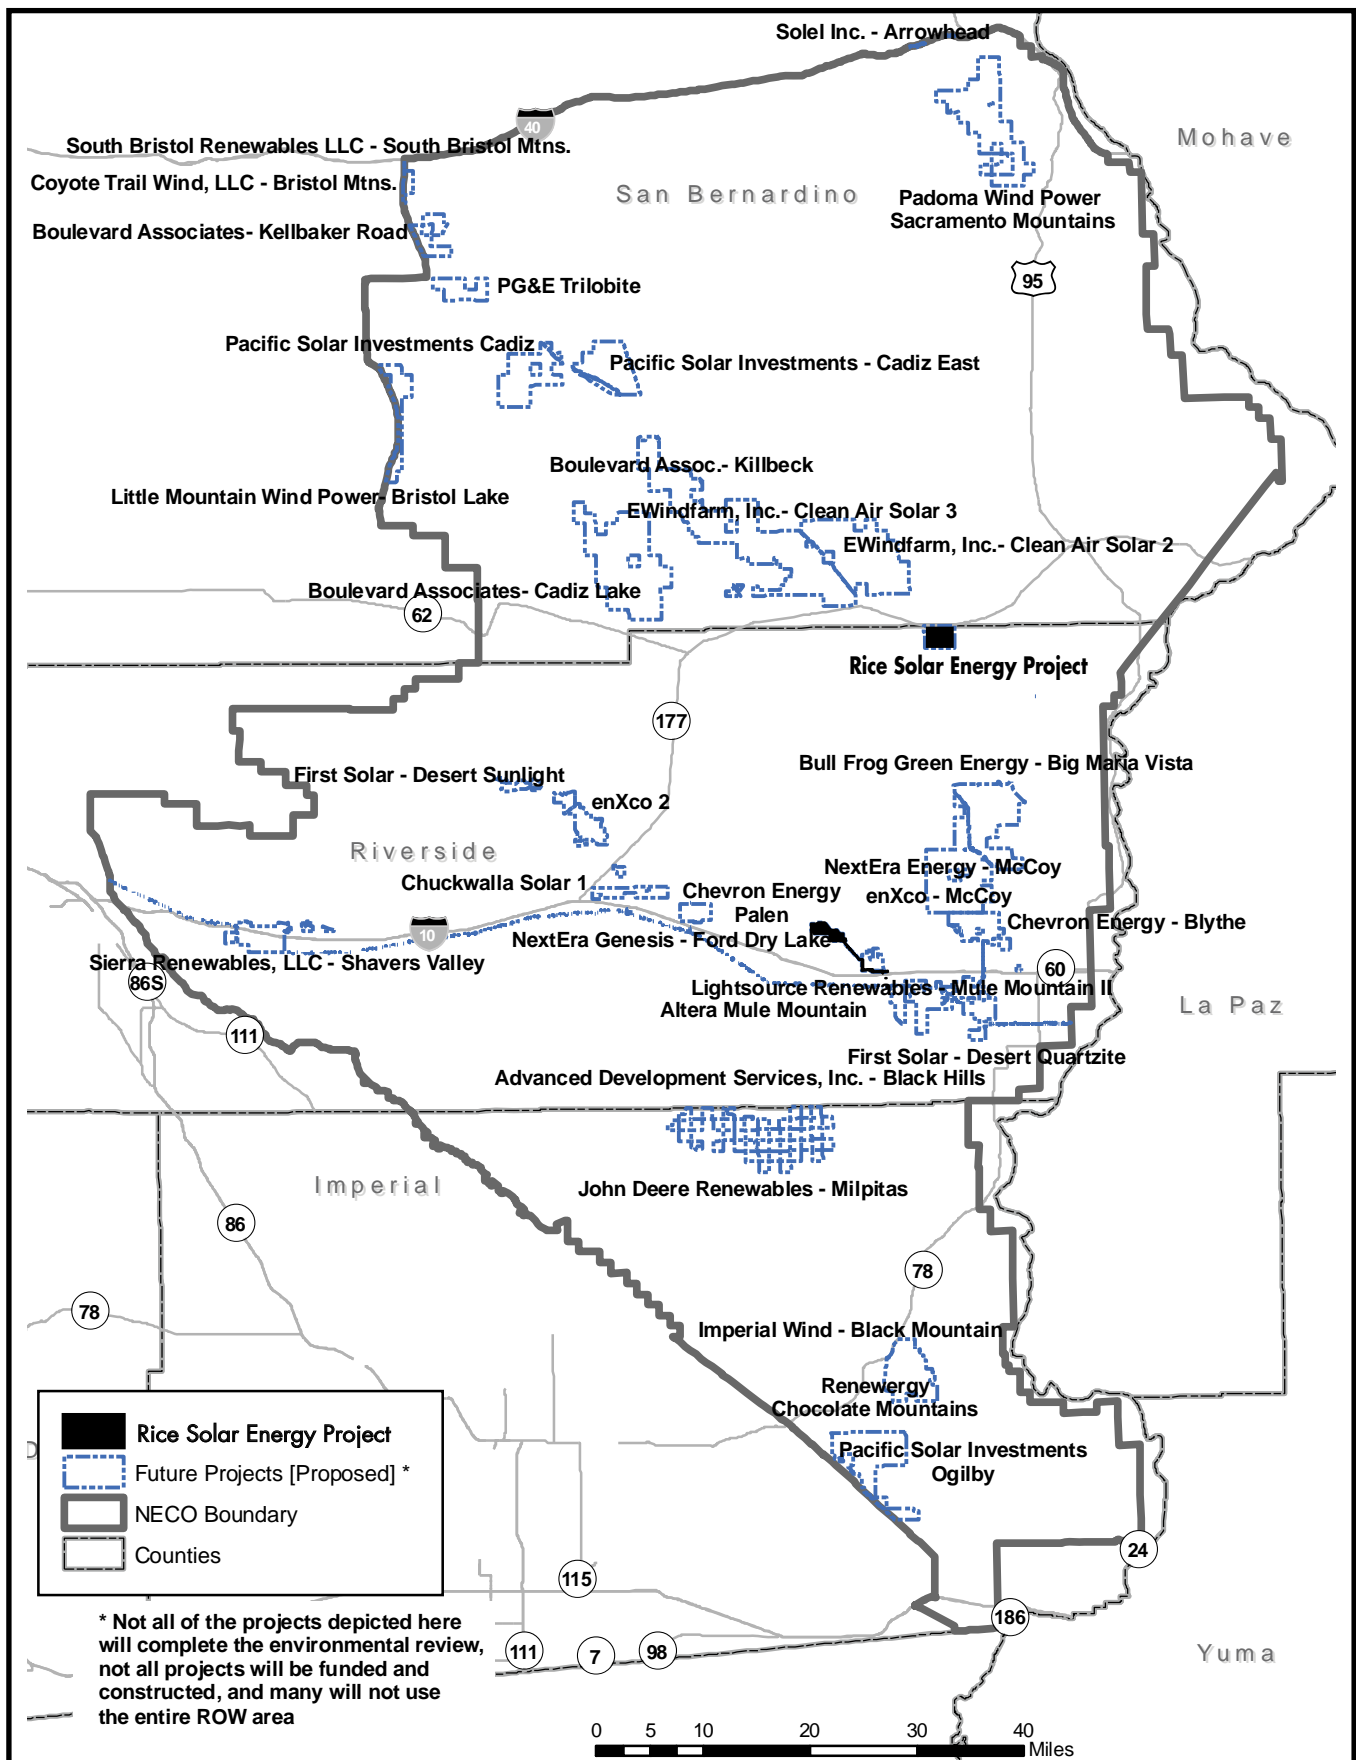 Solel Inc. - Arrowhead
40
South Bristol Renewables LLC - South Bristol Mtns.
Mohave
Coyote Trail Wind, LLC - Bristol Mtns.
San Bernardino
Padoma Wind Power
Sacramento Mountains
Boulevard Associates- Kellbaker Road
95
PG&E Trilobite
Pacific Solar Investments Cadiz
Pacific Solar Investments - Cadiz East
Boulevard Assoc.- Killbeck
Little Mountain Wind Power- Bristol Lake
EWindfarm, Inc.- Clean Air Solar 3
EWindfarm, Inc.- Clean Air Solar 2
Boulevard Associates- Cadiz Lake
62
Rice Solar Energy Project
177
Bull Frog Green Energy - Big Maria Vista
First Solar - Desert Sunlight
enXco 2
Riverside
NextEra Energy - McCoy
Chuckwalla Solar 1
Chevron Energy
Palen
enXco - McCoy
Chevron Energy - Blythe
10
NextEra Genesis - Ford Dry Lake
Sierra Renewables, LLC - Shavers Valley
60
86S
Lightsource Renewables - Mule Mountain II
Altera Mule Mountain
La Paz
111
First Solar - Desert Quartzite
Advanced Development Services, Inc. - Black Hills
Imperial
John Deere Renewables - Milpitas
86
78
78
Imperial Wind - Black Mountain
Renewergy
Chocolate Mountains
Pacific Solar Investments
Ogilby
Rice Solar Energy Project
Future Projects [Proposed] *
NECO Boundary
Counties
24
115
186
* Not all of the projects depicted here
will complete the environmental review,
not all projects will be funded and
constructed, and many will not use
the entire ROW area
111
7
98
Yuma
0 5 10 20 30 40
Miles